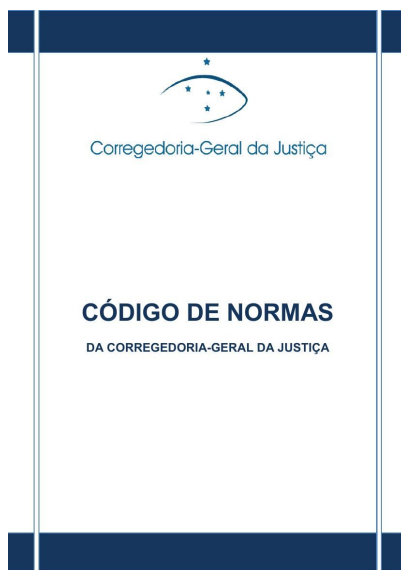 Corregedoria-Geral da Justiça
CÓDIGO DE NORMAS
DA CORREGEDORIA-GERAL DA JUSTIÇA